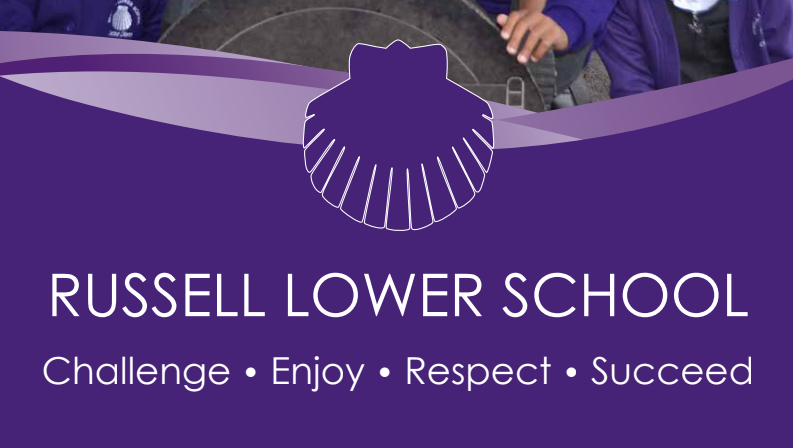 RUSSELL LOWER SCHOOL
Challenge • Enjoy • Respect • Succeed